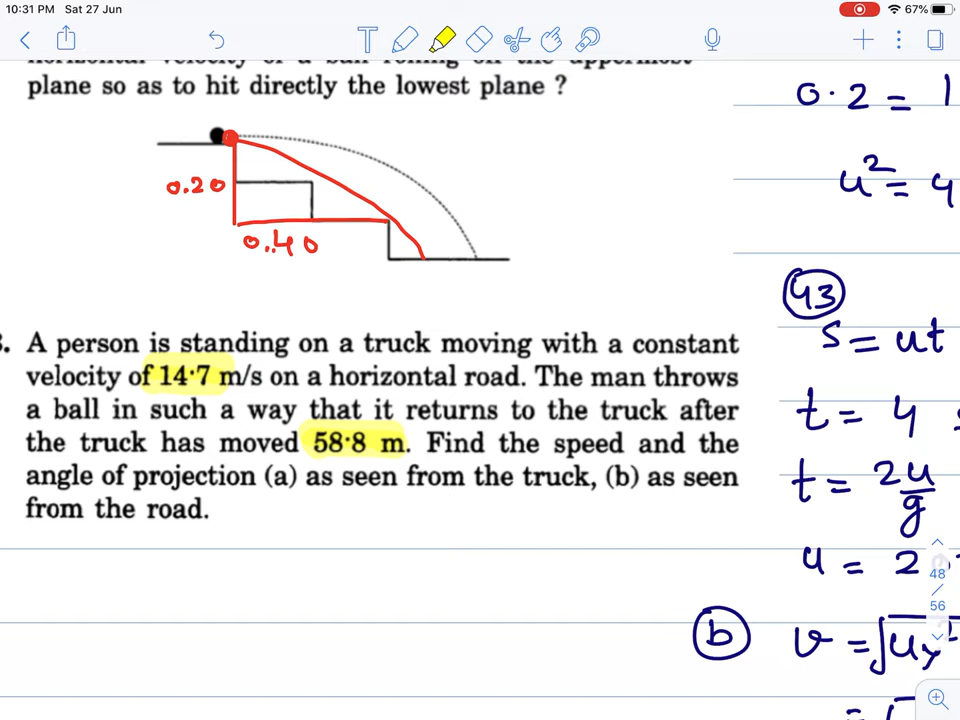 10:31 PM Sat 27 Jun
67%
plane so as to hit directly the lowest plane ?
0.20
0.40
0.2 = 1
u² = 4
43
S = ut
t = 4
t = 2u/g
u = 2
b
v = √
. A person is standing on a truck moving with a constant
velocity of 14·7 m/s on a horizontal road. The man throws
a ball in such a way that it returns to the truck after
the truck has moved 58·8 m. Find the speed and the
angle of projection (a) as seen from the truck, (b) as seen
from the road.
48
/
56